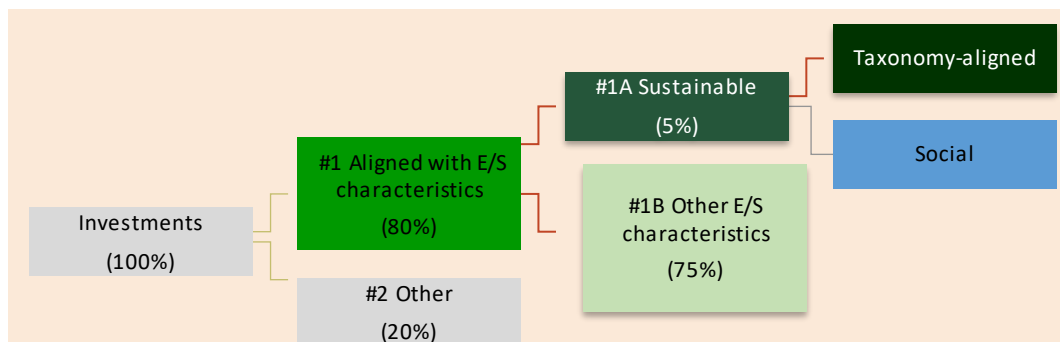 Investments
(100%)
#1 Aligned with E/S
characteristics
(80%)
#2 Other
(20%)
#1A Sustainable
(5%)
#1B Other E/S
characteristics
(75%)
Taxonomy-aligned
Social